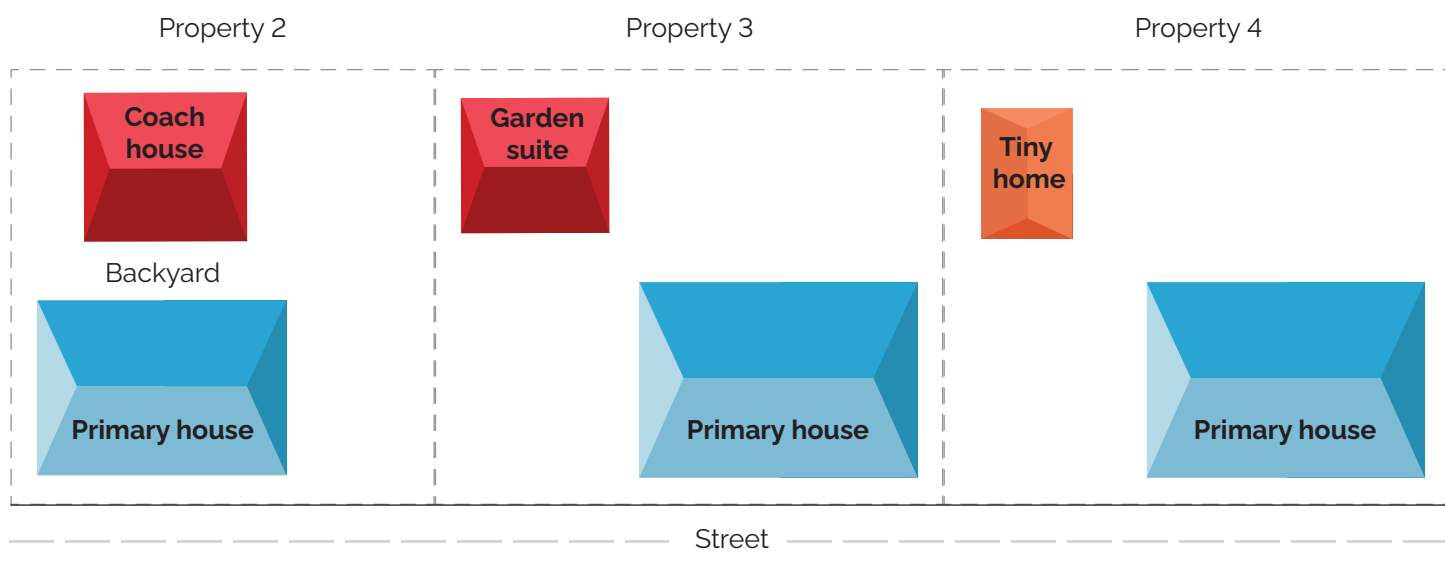 Property 2
Property 3
Property 4
Coach
house
Garden
suite
Tiny
home
Backyard
Primary house
Primary house
Primary house
Street